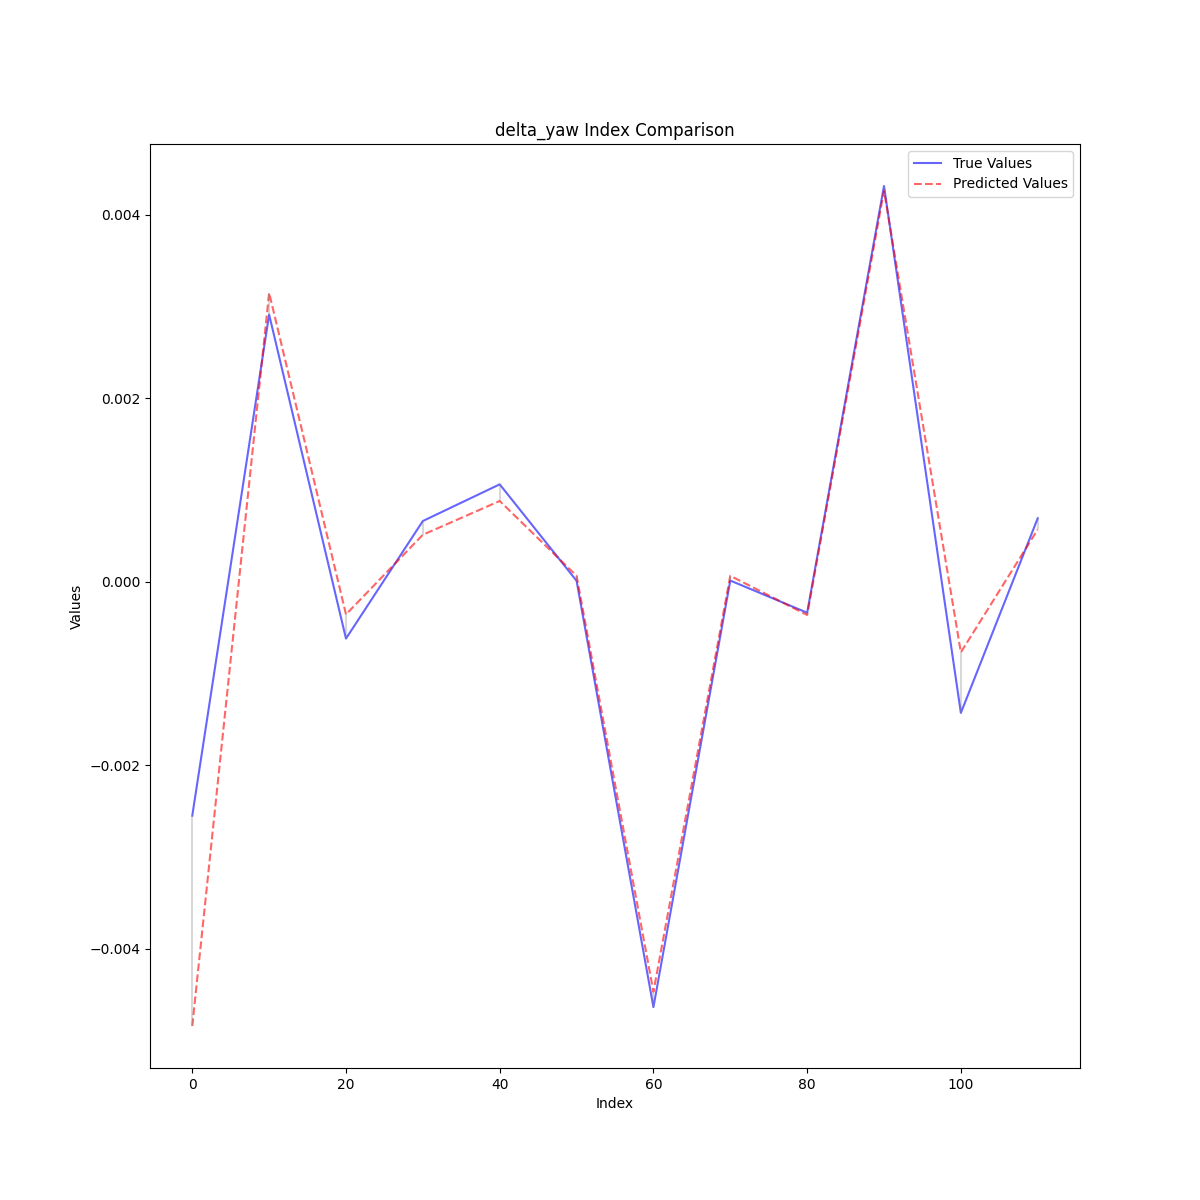 delta_yaw Index Comparison
True Values
Predicted Values
0.004
0.002
0.000
−0.002
−0.004
Values
0
20
40
60
80
100
Index